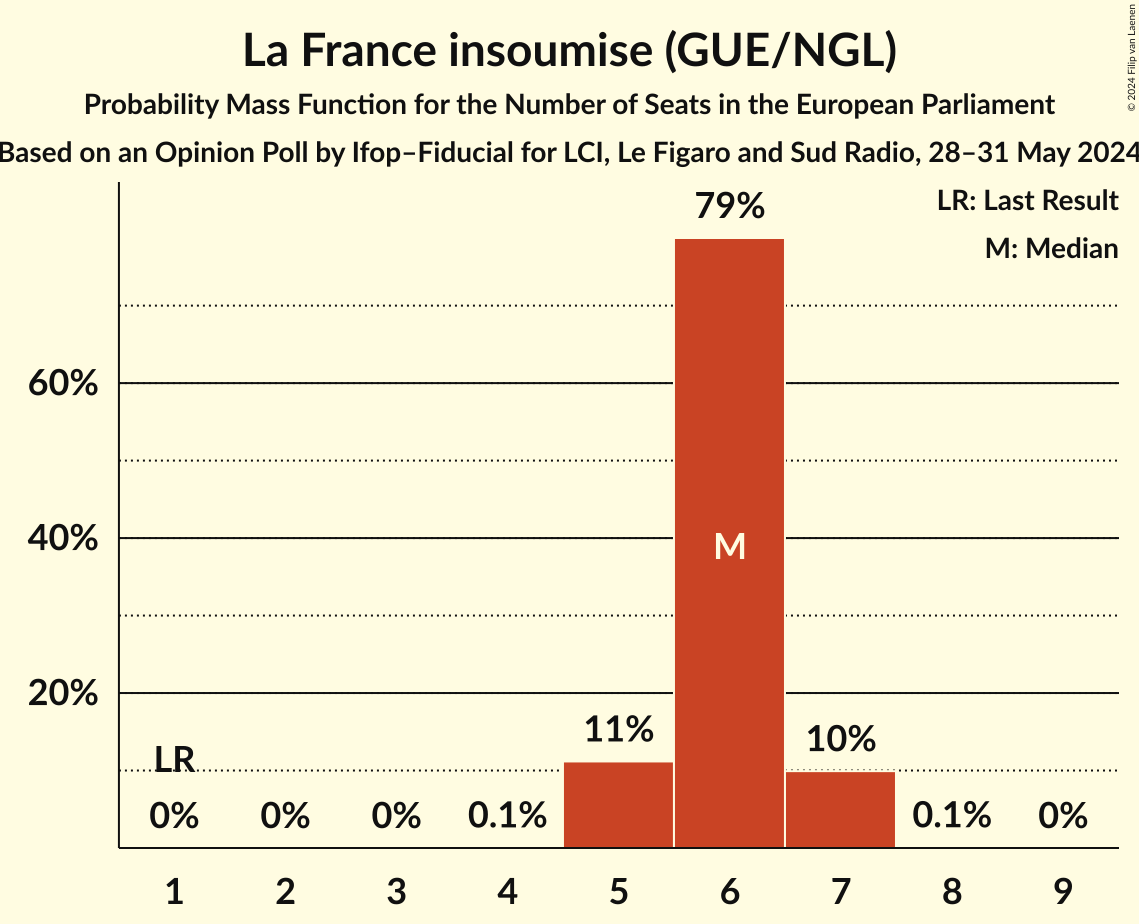 La France insoumise (GUE/NGL)
Probability Mass Function for the Number of Seats in the European Parliament
Based on an Opinion Poll by Ifop–Fiducial for LCI, Le Figaro and Sud Radio, 28–31 May 2024
© 2024 Filip van Laenen
LR: Last Result
M: Median
79%
60%
40%
M
20%
11%
10%
LR
0%
0%
0%
0.1%
0.1%
0%
1 2 3 4 5 6 7 8 9